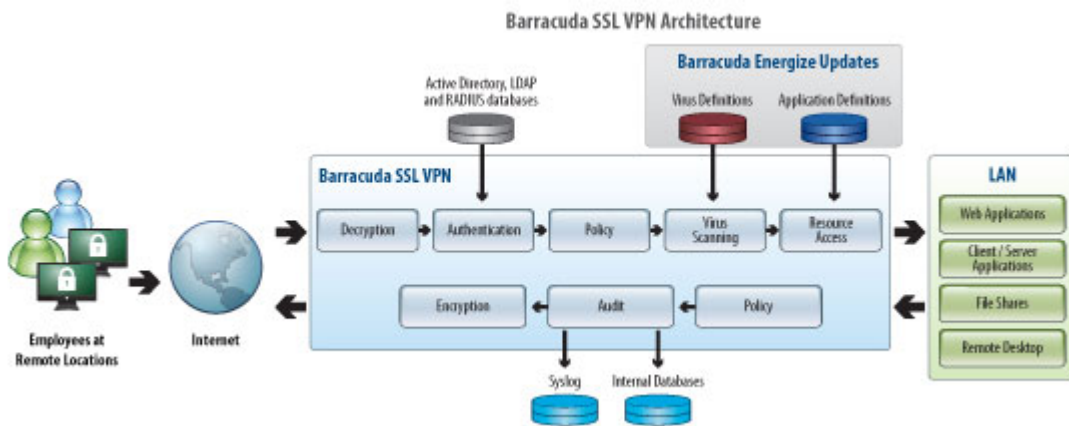 Barracuda SSL VPN Architecture
Barracuda Energize Updates
Active Directory, LDAP
and RADIUS databases
Virus Definitions
Application Definitions
Barracuda SSL VPN
LAN
Decryption
Authentication
Policy
Virus
Scanning
Resource
Access
Web Applications
Client / Server
Applications
File Shares
Remote Desktop
Encryption
Audit
Policy
Employees at
Remote Locations
Internet
Syslog
Internal Databases